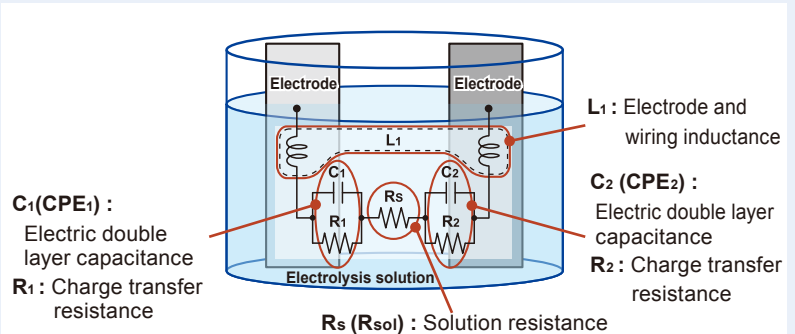 Electrode
Electrode
L1 : Electrode and
wiring inductance
L1
C1
C2
C2 (CPE2) :
Electric double layer
capacitance
C1(CPE1) :
Electric double
layer capacitance
Rs
R1
R2
R2 : Charge transfer
resistance
R1 : Charge transfer
resistance
Electrolysis solution
Rs (Rsol) : Solution resistance